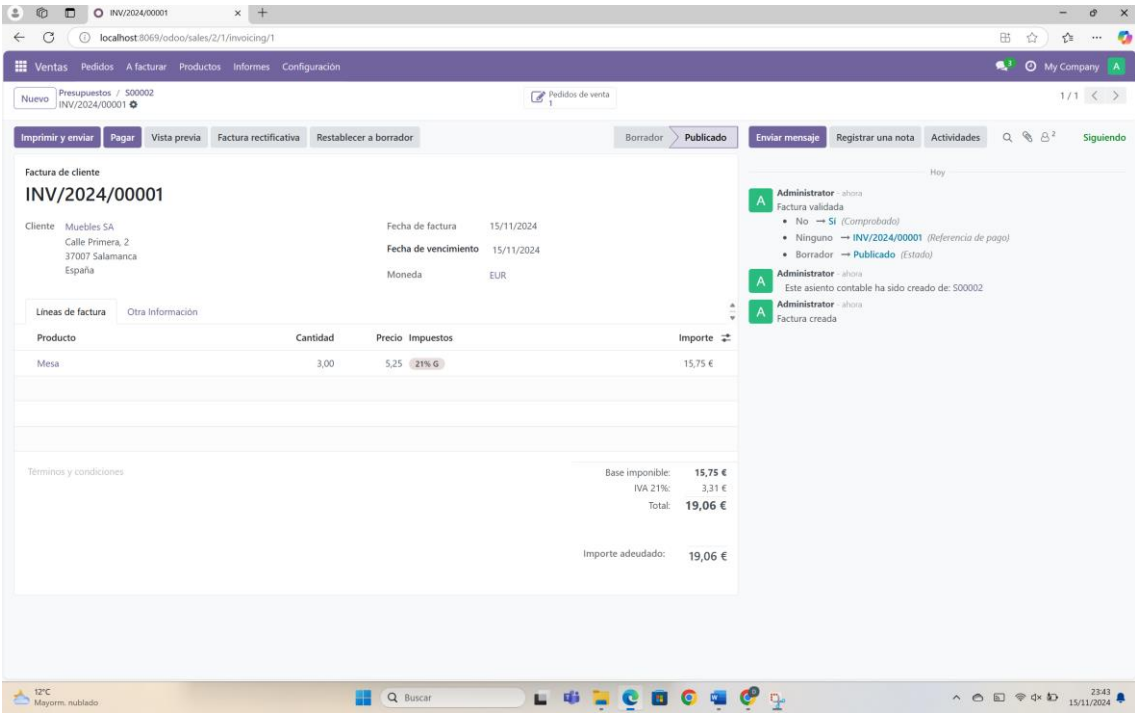 INV/2024/00001
localhost:8069/odoo/sales/2/1/invoicing/1
Ventas Pedidos A facturar Productos Informes Configuración 3 My Company A
Nuevo Presupuestos / S00002
INV/2024/00001
Pedidos de venta
1
1 / 1
Imprimir y enviar Pagar Vista previa Factura rectificativa Restablecer a borrador Borrador Publicado
Enviar mensaje Registrar una nota Actividades 2 Siguiendo
Factura de cliente
INV/2024/00001
Cliente Muebles SA
Calle Primera, 2
37007 Salamanca
España
Fecha de factura 15/11/2024
Fecha de vencimiento 15/11/2024
Moneda EUR
Líneas de factura Otra Información
Producto Cantidad Precio Impuestos Importe
Mesa 3,00 5,25 21% G 15,75 €
Términos y condiciones
Base imponible: 15,75 €
IVA 21%: 3,31 €
Total: 19,06 €
Importe adeudado: 19,06 €
Hoy
A Administrator - ahora
Factura validada
• No → Sí (Comprobado)
• Ninguno → INV/2024/00001 (Referencia de pago)
• Borrador → Publicado (Estado)
A Administrator - ahora
Este asiento contable ha sido creado de: S00002
A Administrator - ahora
Factura creada
12°C
Mayorm. nublado
Buscar
23:43
15/11/2024